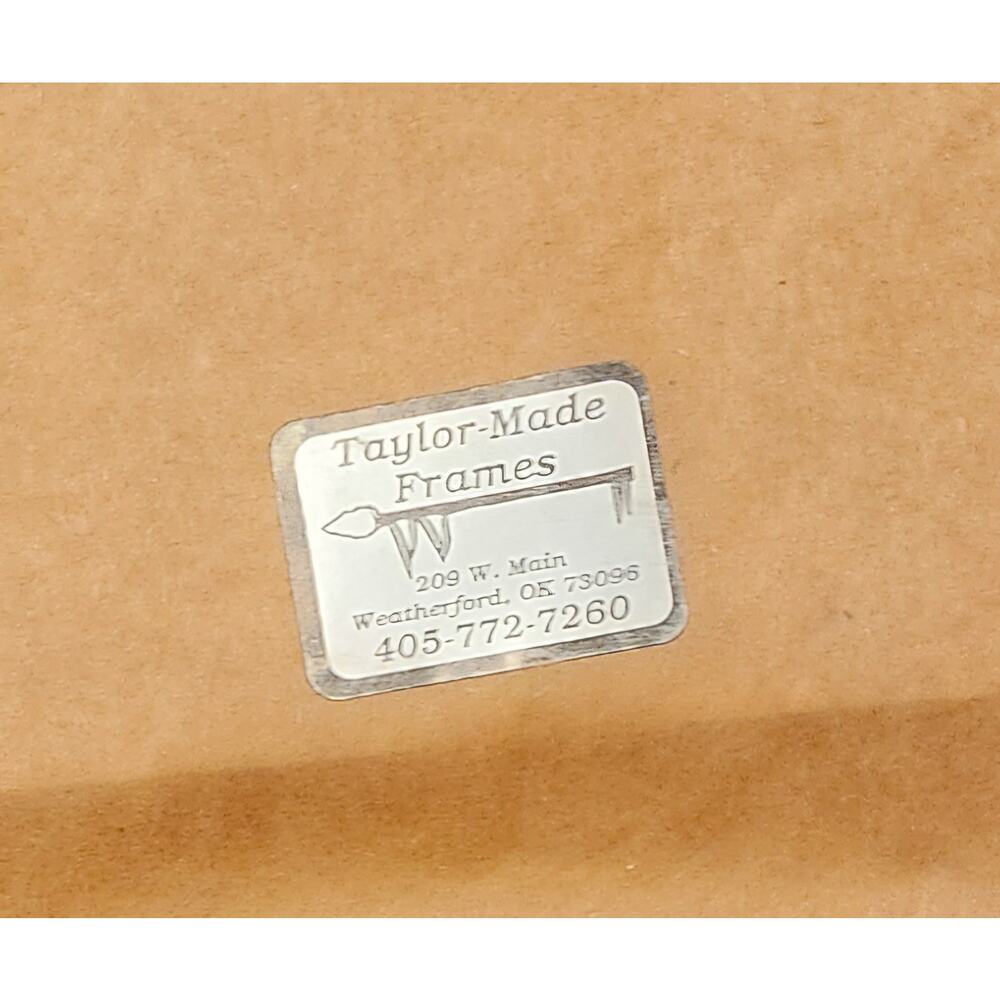 Taylor-Made
Frames
209 W. Main
Weatherford, OK 73096
405-772-7260